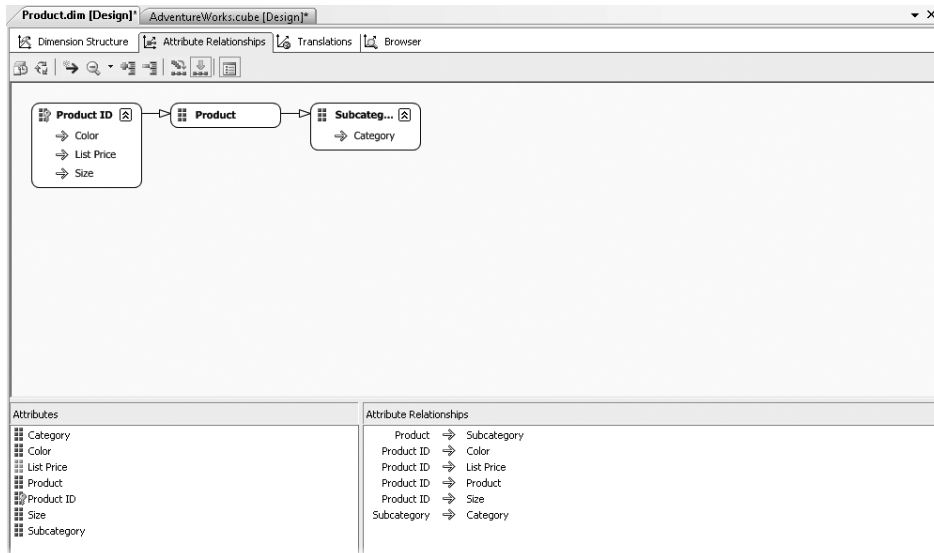 Product.dim [Design]* AdventureWorks.cube [Design]*
Dimension Structure Attribute Relationships Translations Browser
Product ID Product Subcateg...
Color Category
List Price
Size
Attributes
Category
Color
List Price
Product
Product ID
Size
Subcategory
Attribute Relationships
Product Subcategory
Product ID Color
Product ID List Price
Product ID Product
Product ID Size
Subcategory Category